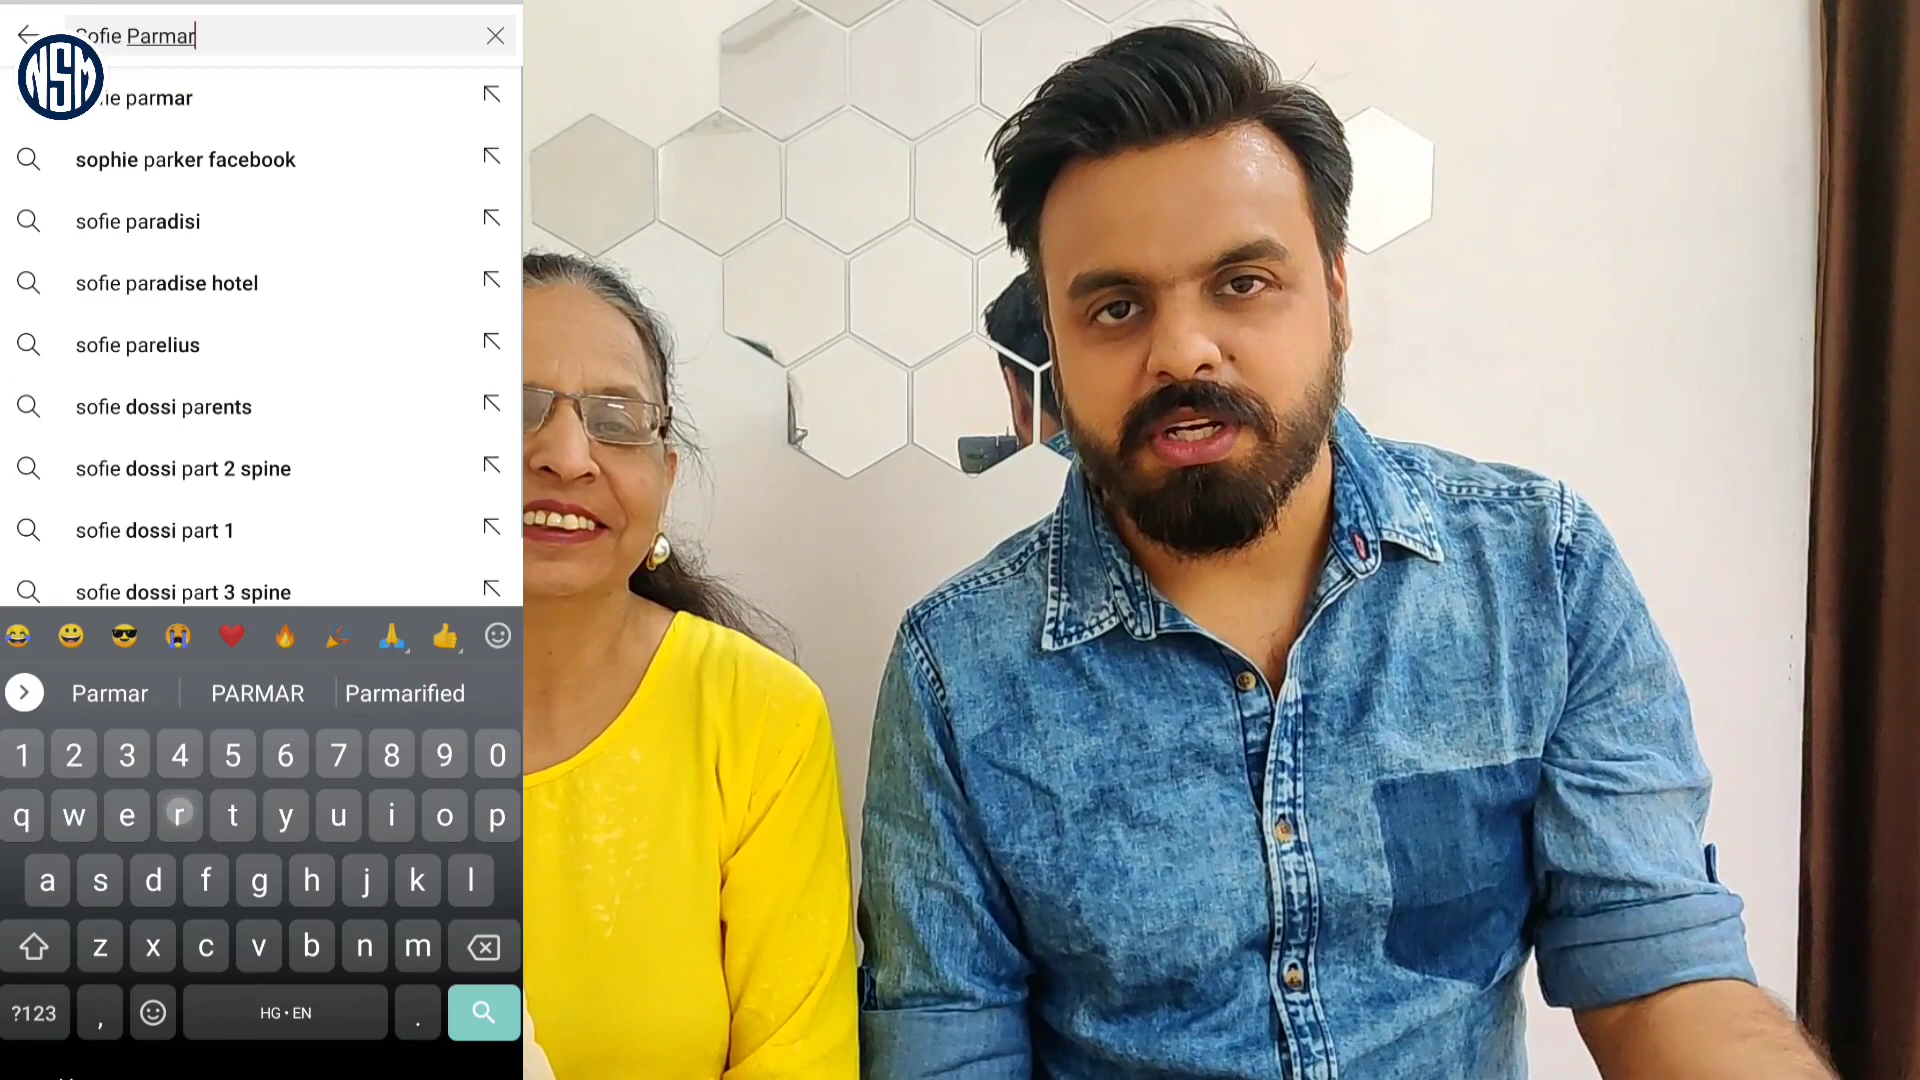 Sofie Parmar
NSM
ie parmar
sophie parker facebook
sofie paradisi
sofie paradise hotel
sofie parelius
sofie dossi parents
sofie dossi part 2 spine
sofie dossi part 1
sofie dossi part 3 spine
Parmar PARMAR Parmarified
1 2 3 4 5 6 7 8 9 0
q w e r t y u i o p
a s d f g h j k l
z x c v b n m
?123 , HG • EN .